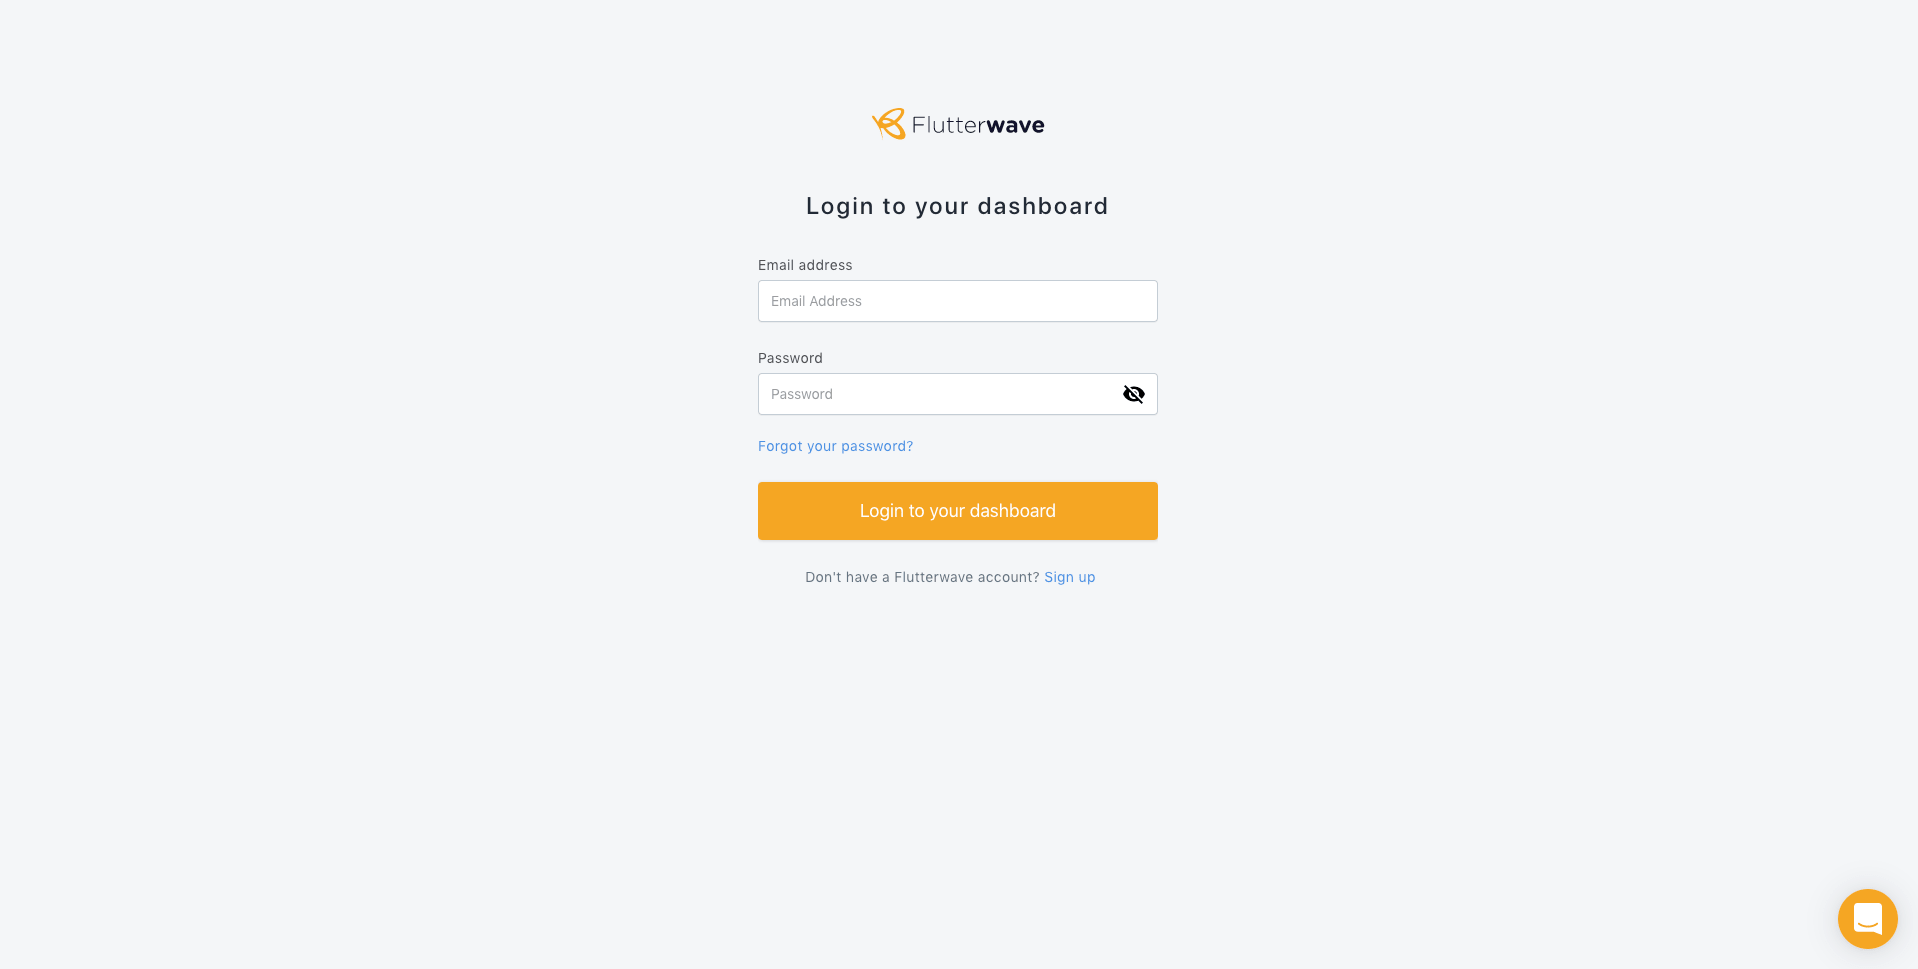 Flutterwave
Login to your dashboard
Email address
Email Address
Password
Password
Forgot your password?
Login to your dashboard
Don't have a Flutterwave account? Sign up